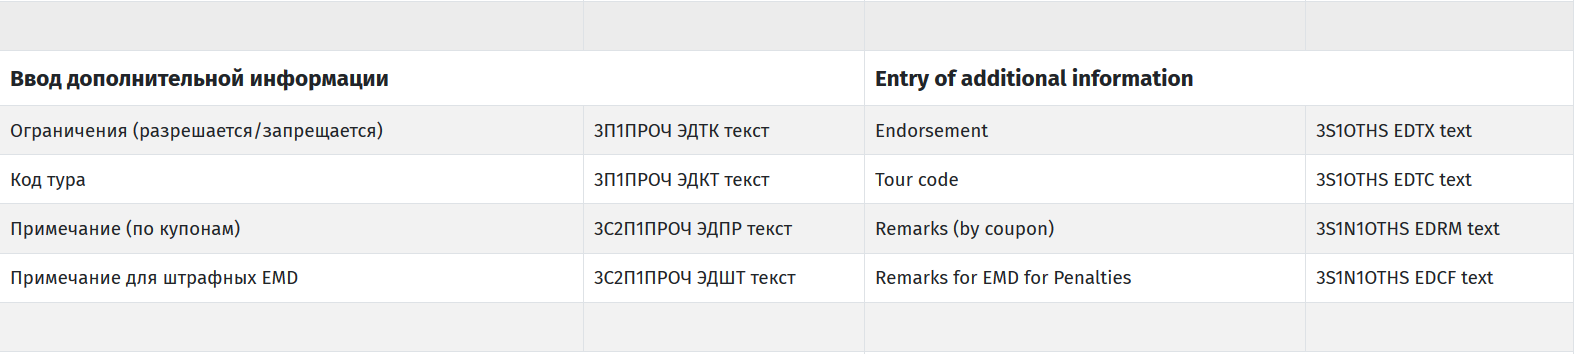 Ввод дополнительной информации Entry of additional information
Ограничения (разрешается/запрещается) 3П1ПРОЧ ЭДТК текст Endorsement 3S1OTHS EDTX text
Код тура 3П1ПРОЧ ЭДКТ текст Tour code 3S1OTHS EDTC text
Примечание (по купонам) 3С2П1ПРОЧ ЭДПР текст Remarks (by coupon) 3S1N1OTHS EDRM text
Примечание для штрафных EMD 3С2П1ПРОЧ ЭДШТ текст Remarks for EMD for Penalties 3S1N1OTHS EDCF text